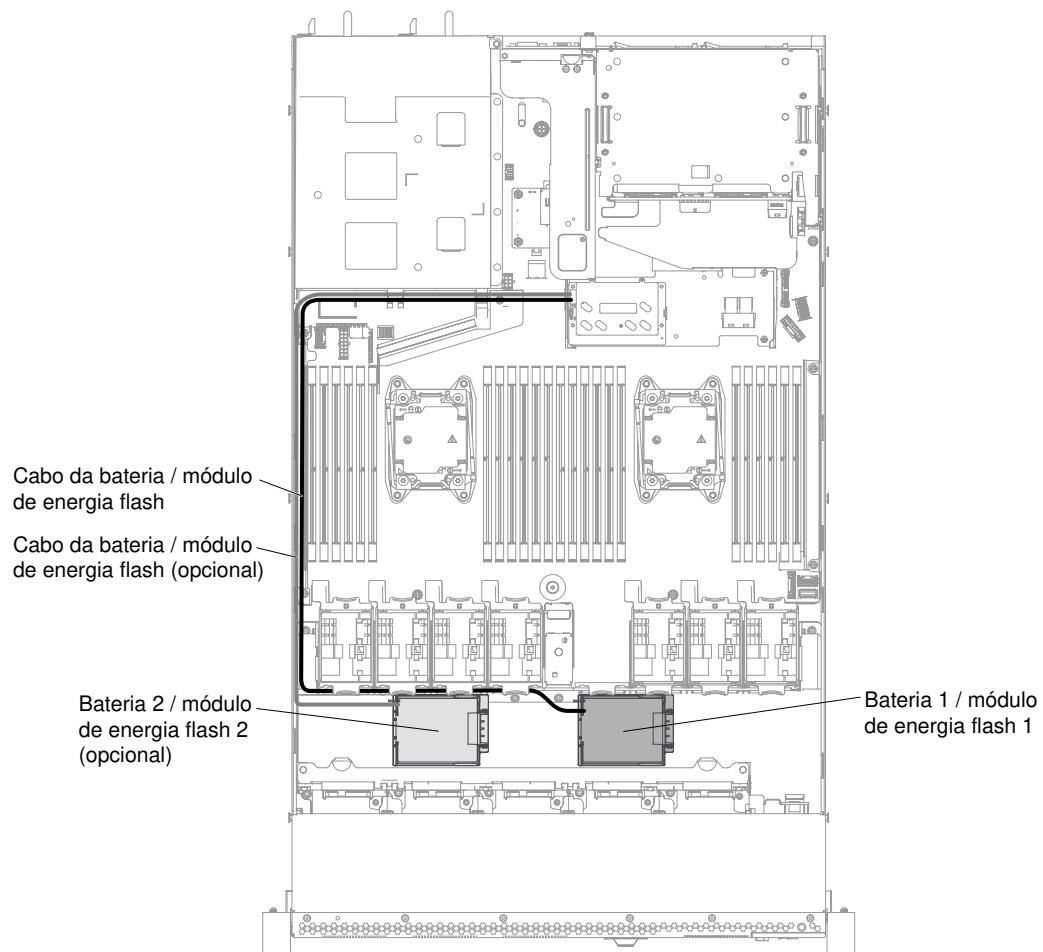 Cabo da bateria / módulo
de energia flash
Cabo da bateria / módulo
de energia flash (opcional)
Bateria 2 / módulo
de energia flash 2
(opcional)
Bateria 1 / módulo
de energia flash 1